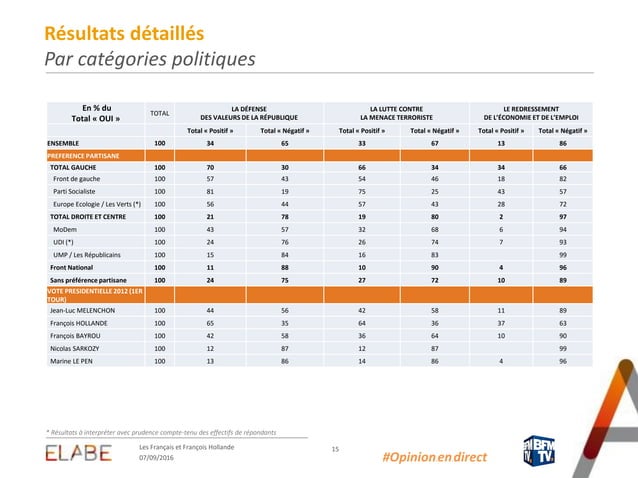 Résultats détaillés
Par catégories politiques
En % du Total « OUI » TOTAL LA DÉFENSE DES VALEURS DE LA RÉPUBLIQUE LA LUTTE CONTRE LA MENACE TERRORISTE LE REDRESSEMENT DE L'ÉCONOMIE ET DE L'EMPLOI
Total « Positif » Total « Négatif » Total « Positif » Total « Négatif » Total « Positif » Total « Négatif »
ENSEMBLE 100 34 65 33 67 13 86
PREFERENCE PARTISANE
TOTAL GAUCHE 100 70 30 66 34 34 66
Front de gauche 100 57 43 54 46 18 82
Parti Socialiste 100 81 19 75 25 43 57
Europe Ecologie / Les Verts (*) 100 56 44 57 43 28 72
TOTAL DROITE ET CENTRE 100 21 78 19 80 2 97
MoDem 100 43 57 32 68 6 94
UDI (*) 100 24 76 26 74 7 93
UMP / Les Républicains 100 15 84 16 83 99
Front National 100 11 88 10 90 4 96
Sans préférence partisane 100 24 75 27 72 10 89
VOTE PRESIDENTIELLE 2012 (1ER
TOUR)
Jean-Luc MELENCHON 100 44 56 42 58 11 89
François HOLLANDE 100 65 35 64 36 37 63
François BAYROU 100 42 58 36 64 10 90
Nicolas SARKOZY 100 12 87 12 87 99
Marine LE PEN 100 13 86 14 86 4 96
* Résultats à interpréter avec prudence compte-tenu des effectifs de répondants
ELABE
Les Français et François Hollande
07/09/2016
15
#Opinion en direct
BFM
TV.